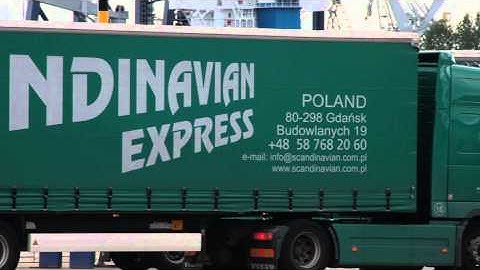 NDINAVIAN
EXPRESS
POLAND
80-298 Gdańsk
Budowlanych 19
+48 58 768 20 60
e-mail: info@scandinavian.com.pl
www.scandinavian.com.pl